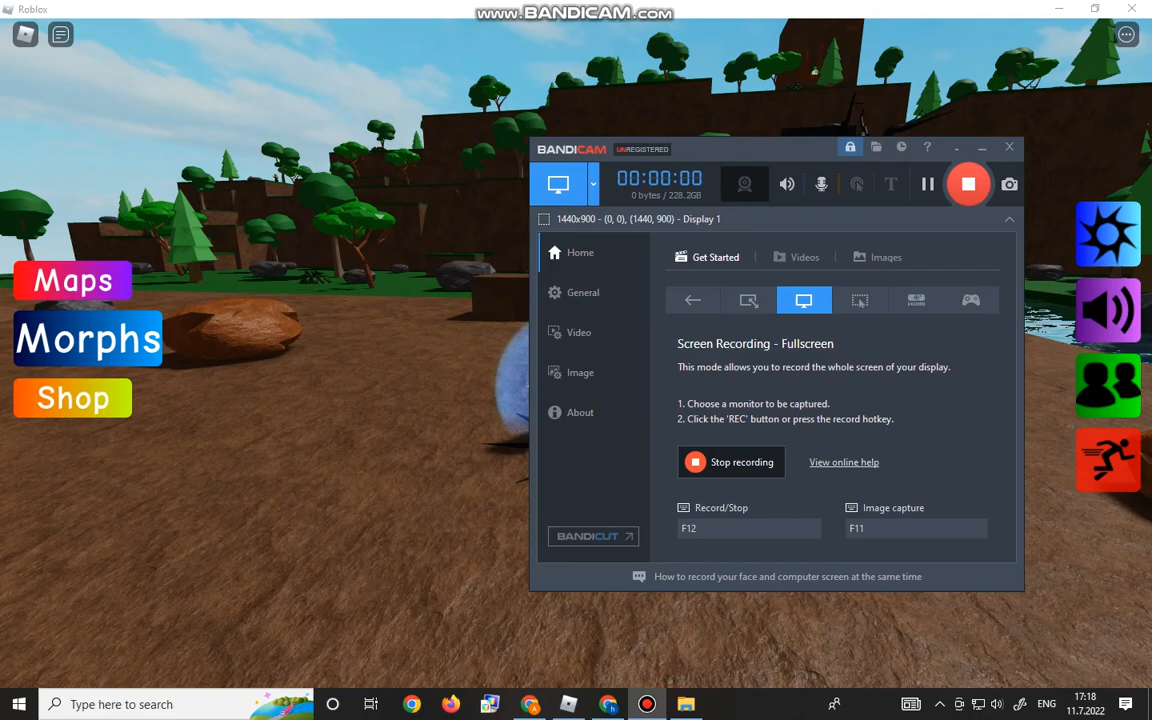 Roblox
www.BANDICAM.com
Maps
Morphs
Shop
BANDICAM UNREGISTERED
00:00:00
0 bytes / 228.2GB
1440x900 - (0, 0), (1440, 900) - Display 1
Home
General
Video
Image
About
BANDICUT
Get Started
Videos
Images
HDMI
Screen Recording - Fullscreen
This mode allows you to record the whole screen of your display.
1. Choose a monitor to be captured.
2. Click the 'REC' button or press the record hotkey.
Stop recording
View online help
Record/Stop
F12
Image capture
F11
How to record your face and computer screen at the same time
Type here to search
ENG
17:18
11.7.2022